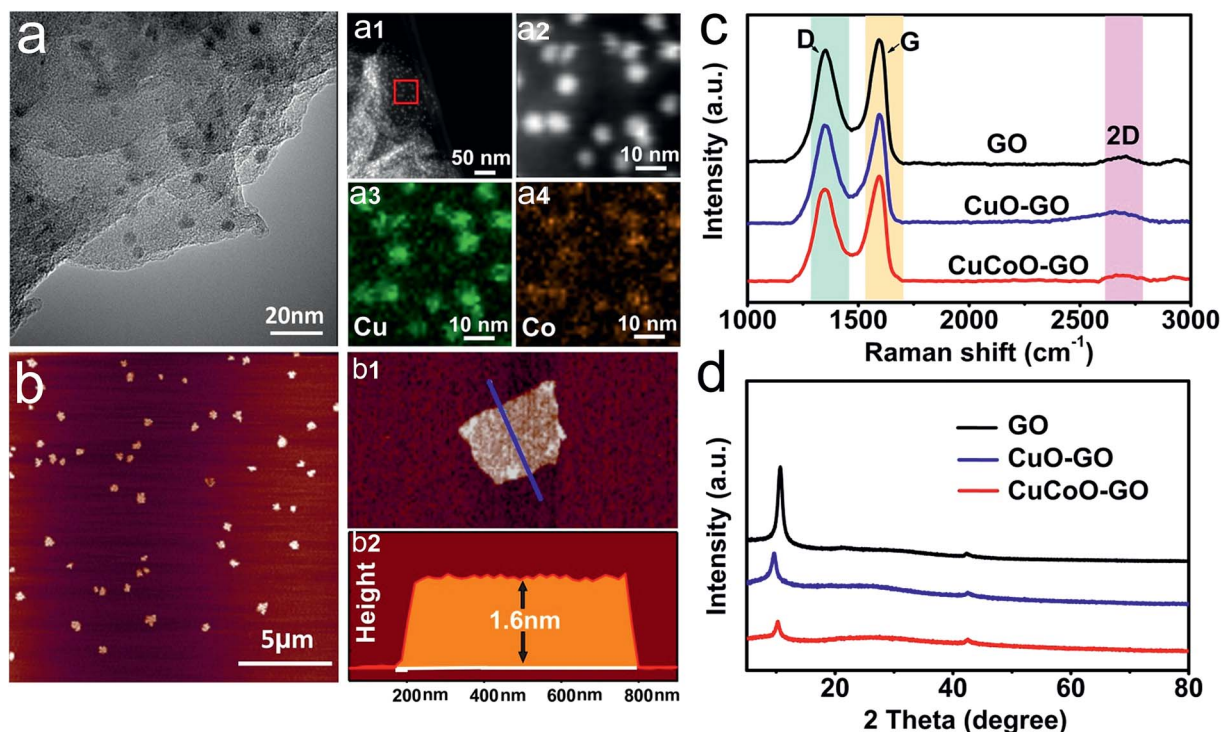 a
20nm
a1
50 nm
a2
10 nm
a3
Cu
10 nm
a4
Co
10 nm
b
5μm
b1
b2
Height
1.6nm
200nm 400nm 600nm 800nm
c
D
G
2D
GO
CuO-GO
CuCoO-GO
Intensity (a.u.)
1000 1500 2000 2500 3000
Raman shift (cm⁻¹)
d
GO
CuO-GO
CuCoO-GO
Intensity (a.u.)
20 40 60 80
2 Theta (degree)